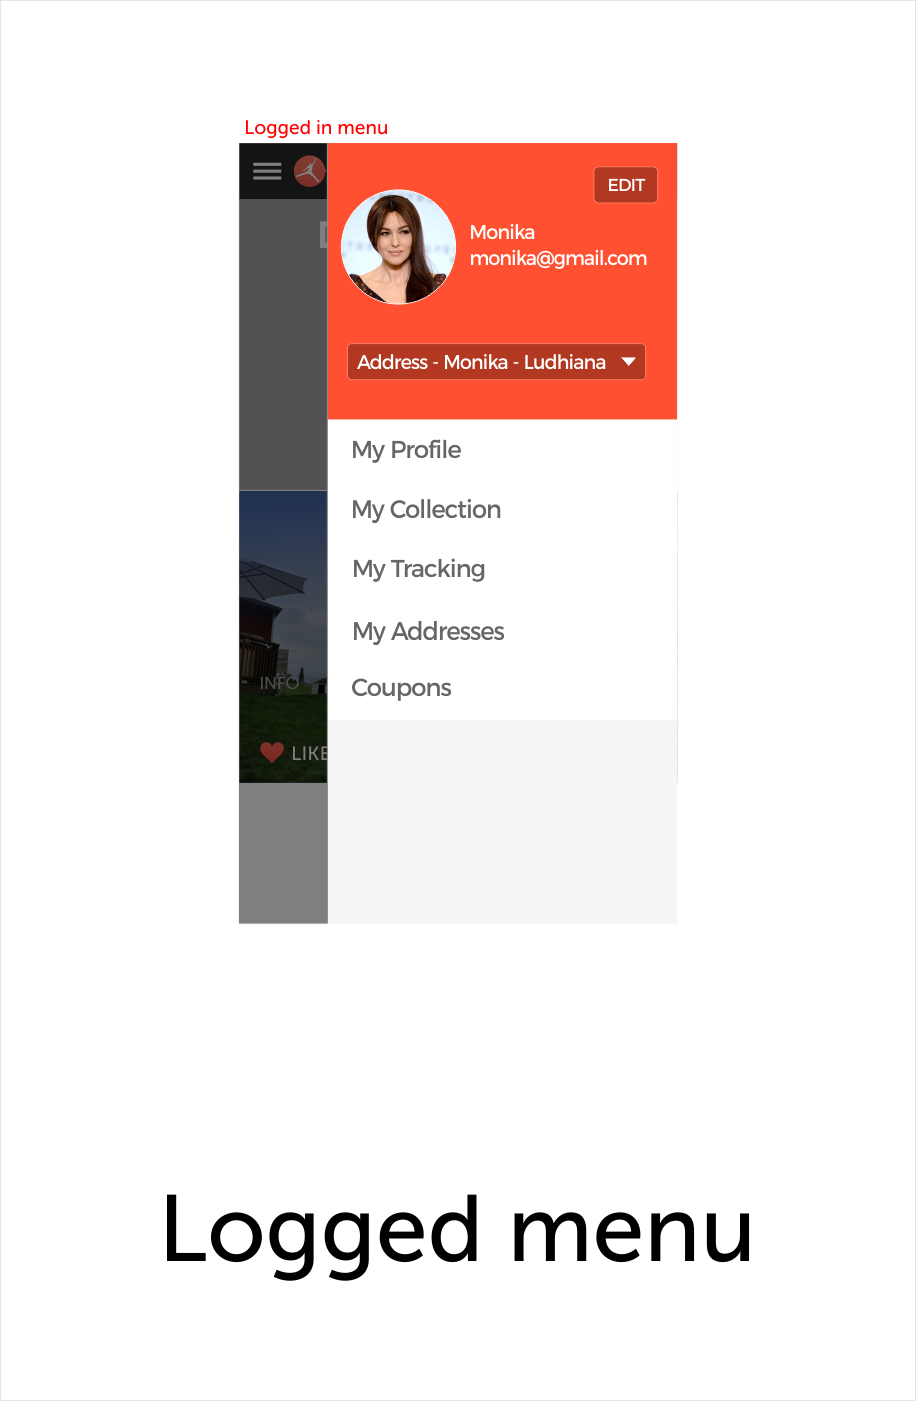 Logged in menu
EDIT
Monika
monika@gmail.com
Address - Monika - Ludhiana
My Profile
My Collection
My Tracking
My Addresses
INFO
Coupons
LIKE
Logged menu